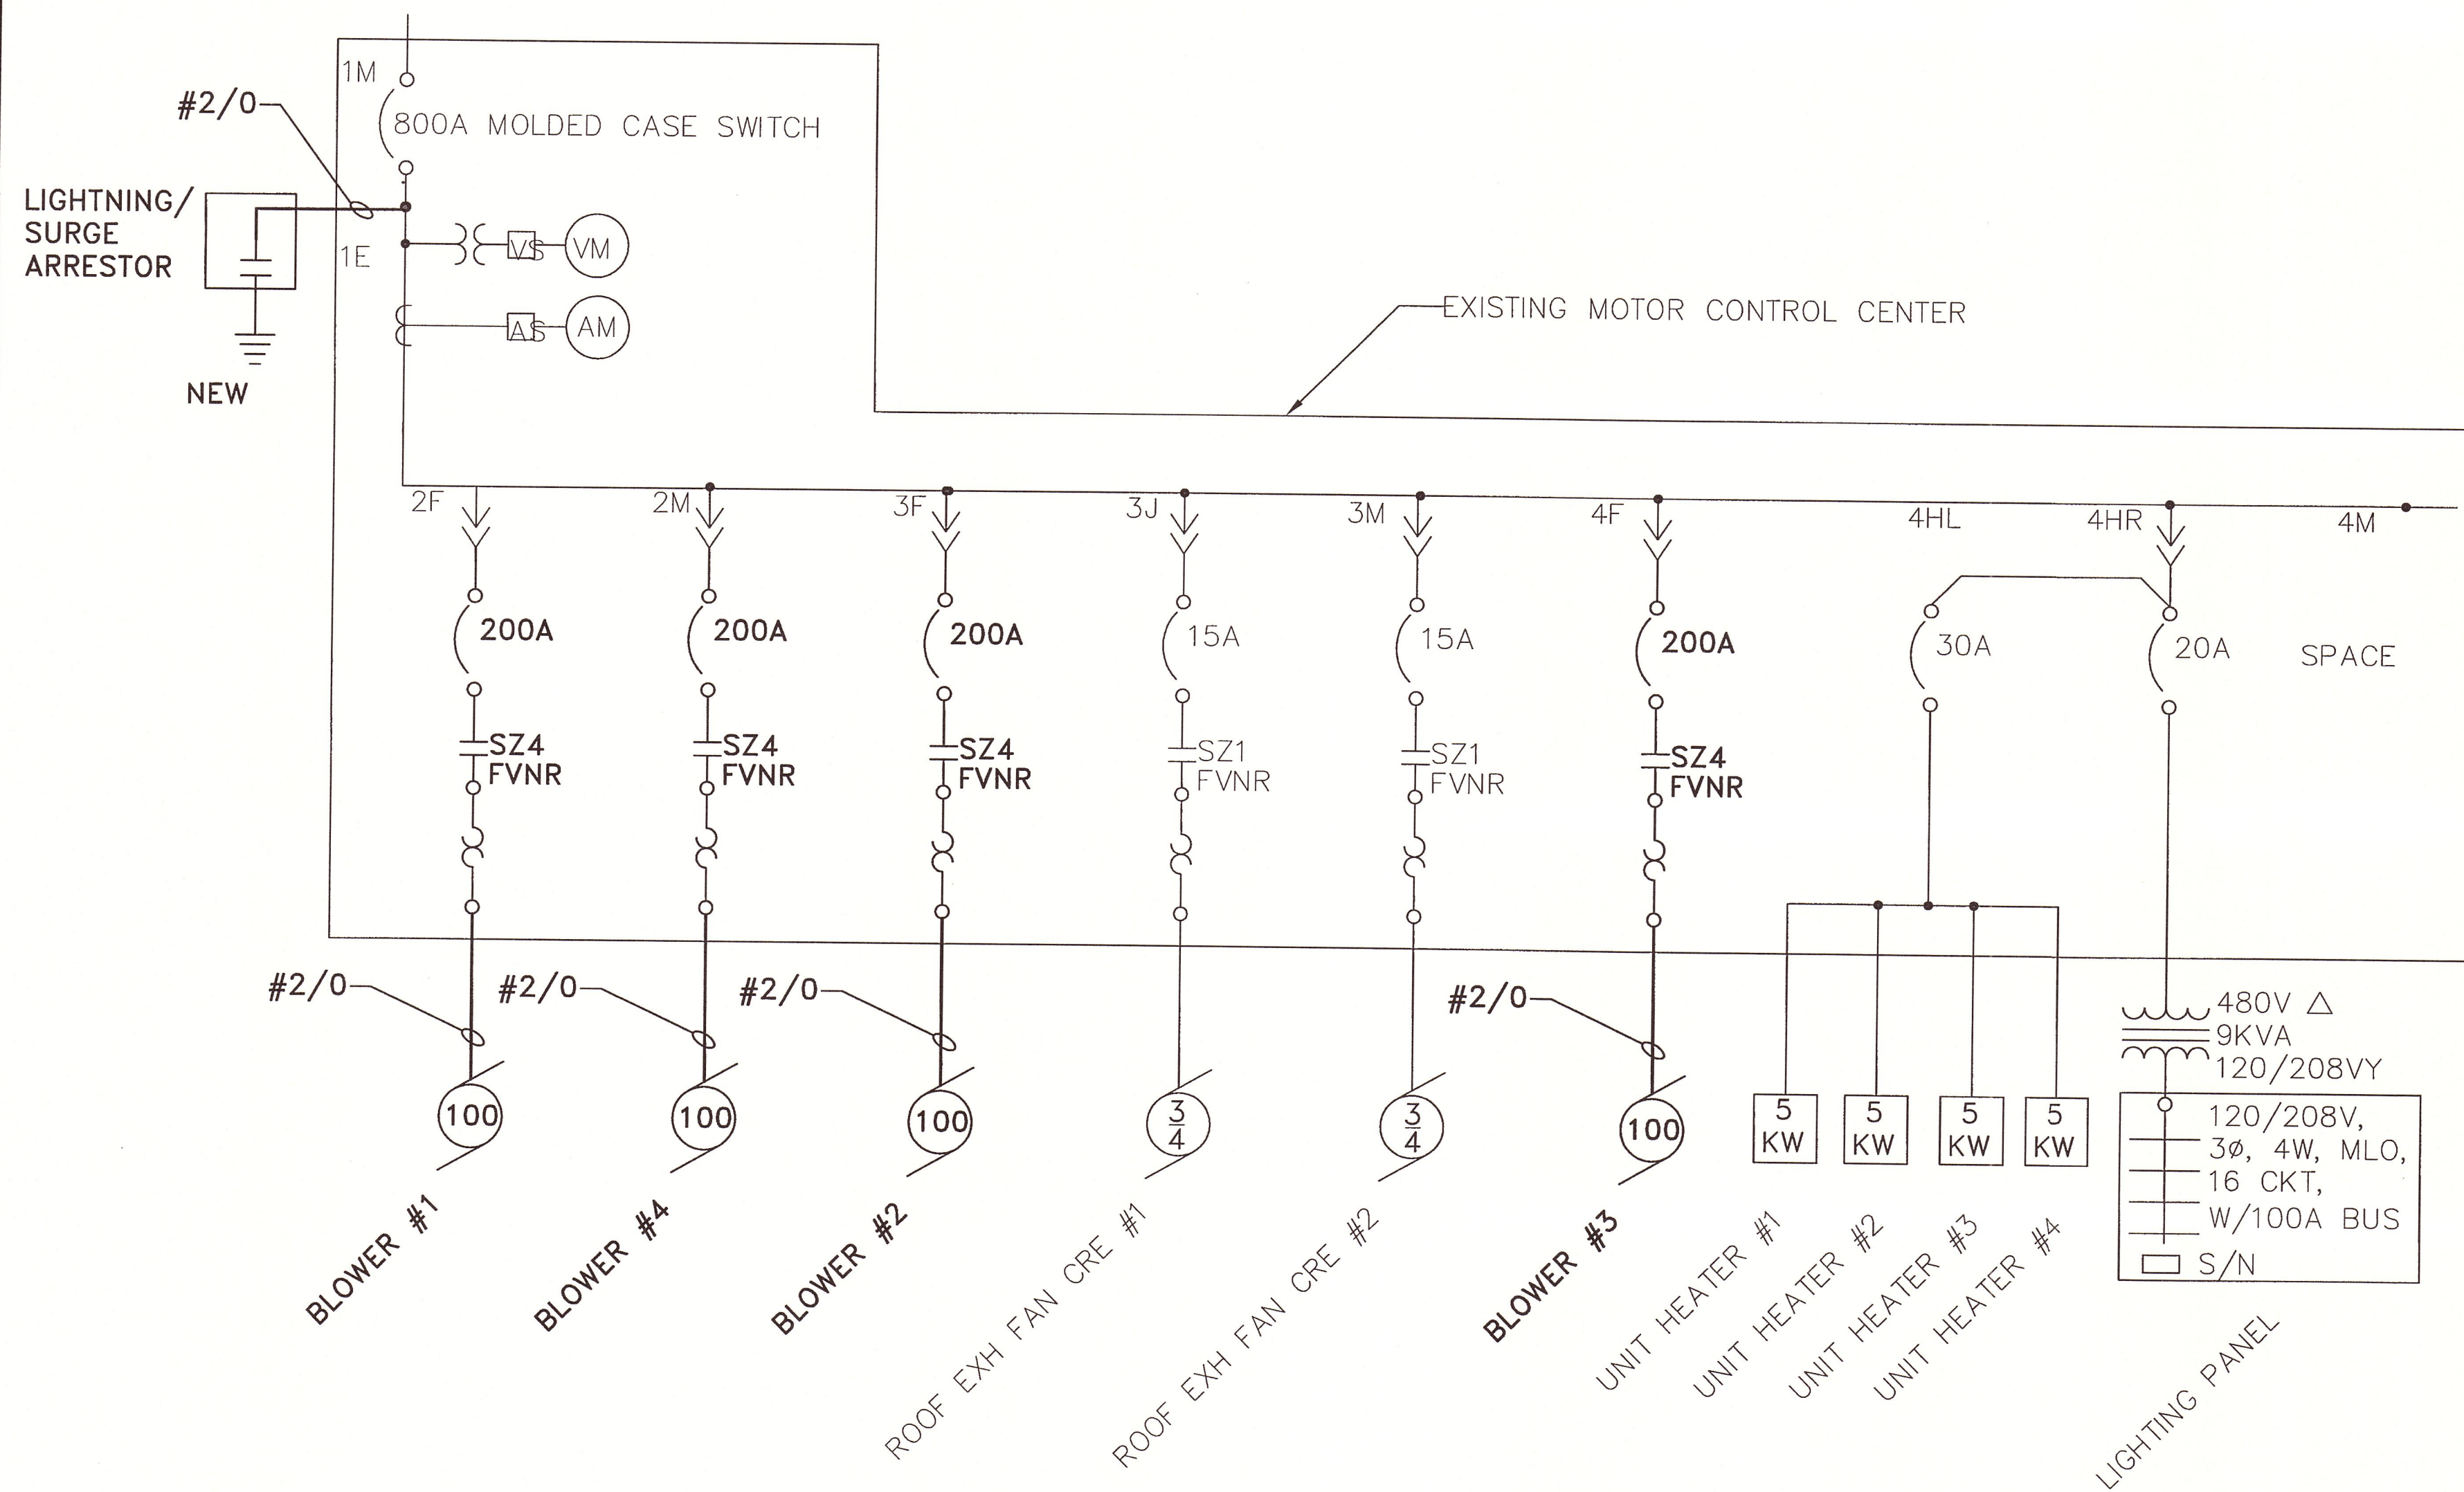 1M
#2/0
800A MOLDED CASE SWITCH
LIGHTNING/
SURGE
ARRESTOR
1E
VS
VM
AS
AM
NEW
EXISTING MOTOR CONTROL CENTER
2F
2M
3F
3J
3M
4F
4HL
4HR
4M
200A
200A
200A
15A
15A
200A
30A
20A
SPACE
SZ4
FVNR
SZ4
FVNR
SZ4
FVNR
SZ1
FVNR
SZ1
FVNR
SZ4
FVNR
#2/0
#2/0
#2/0
#2/0
480V △
9KVA
120/208VY
100
100
100
3/4
3/4
100
5
KW
5
KW
5
KW
5
KW
120/208V,
3ø, 4W, MLO,
16 CKT,
W/100A BUS
S/N
BLOWER #1
BLOWER #4
BLOWER #2
ROOF EXH FAN CRE #1
ROOF EXH FAN CRE #2
BLOWER #3
UNIT HEATER #1
UNIT HEATER #2
UNIT HEATER #3
UNIT HEATER #4
LIGHTING PANEL